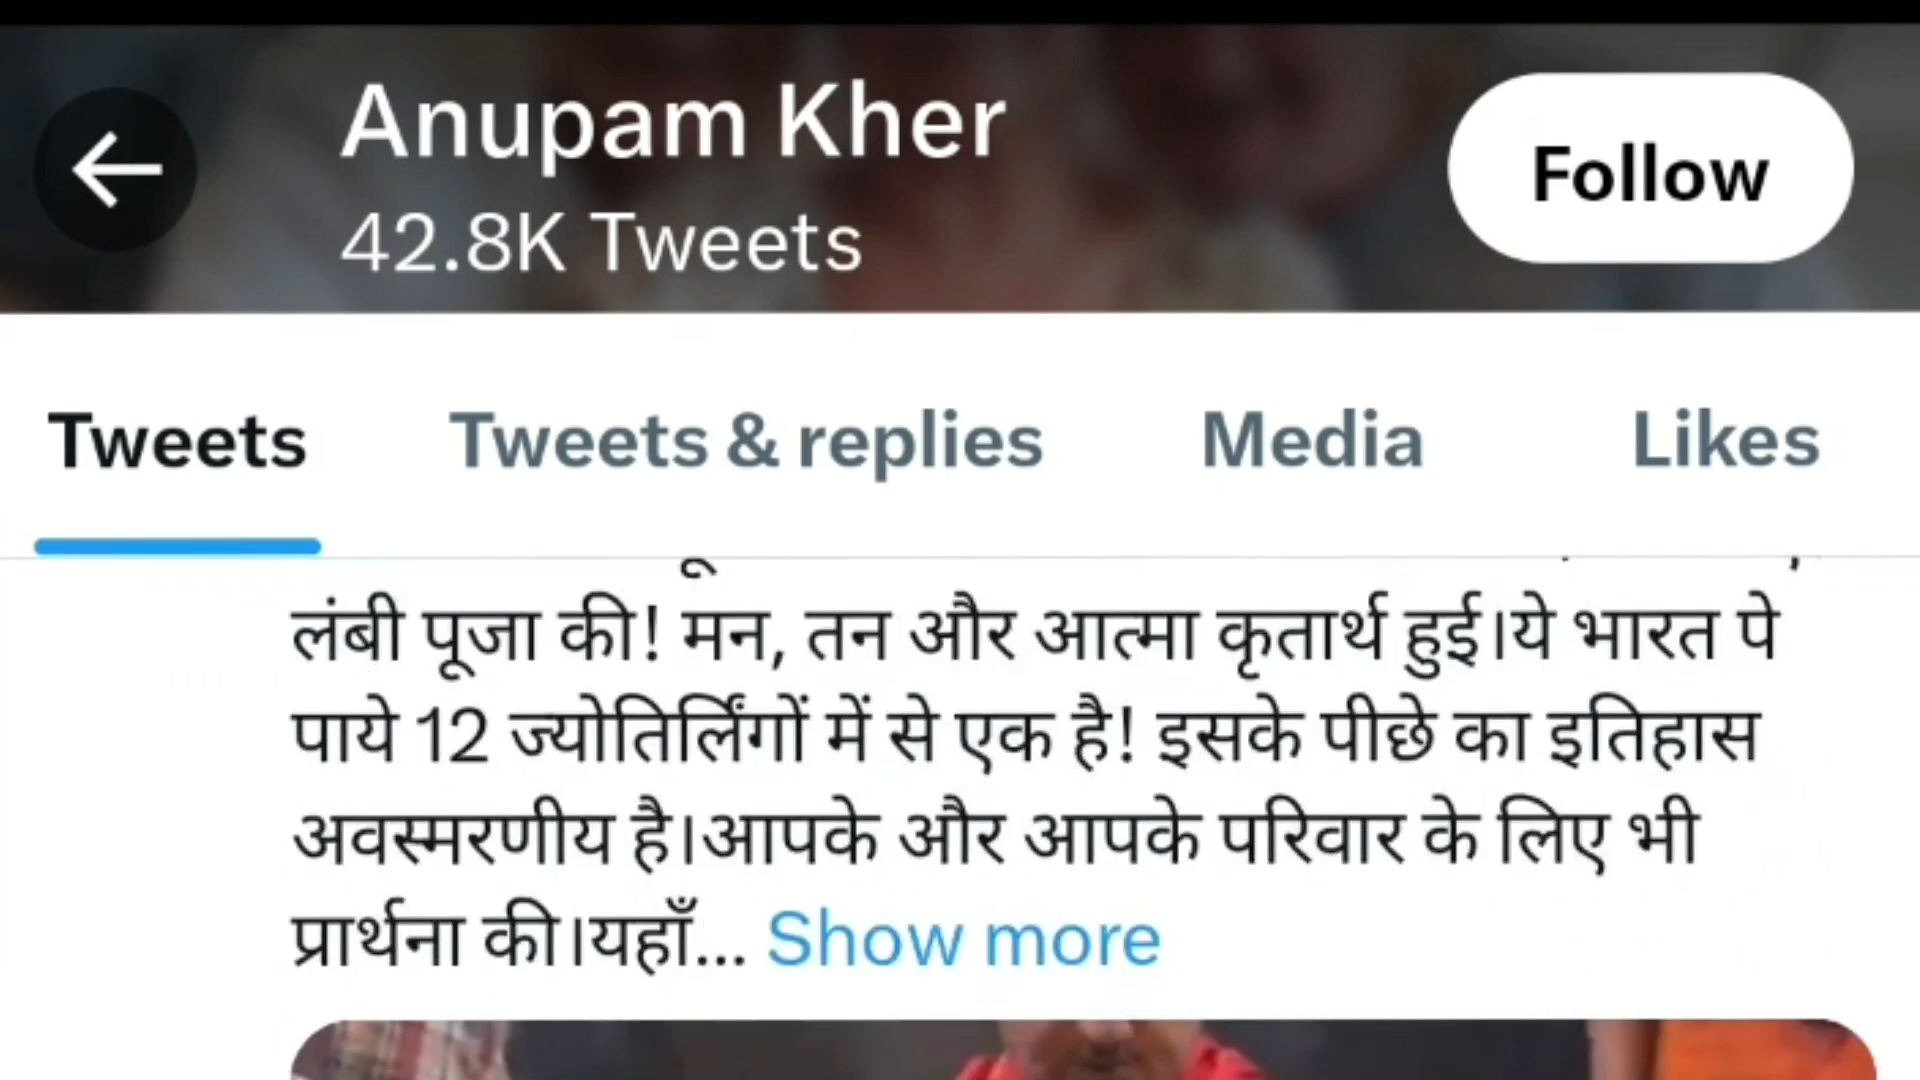 Anupam Kher
42.8K Tweets
Follow
Tweets
Tweets & replies
Media
Likes
लंबी पूजा की! मन, तन और आत्मा कृतार्थ हुई।ये भारत पे
पाये 12 ज्योतिर्लिंगों में से एक है! इसके पीछे का इतिहास
अवस्मरणीय है।आपके और आपके परिवार के लिए भी
प्रार्थना की।यहाँ... Show more